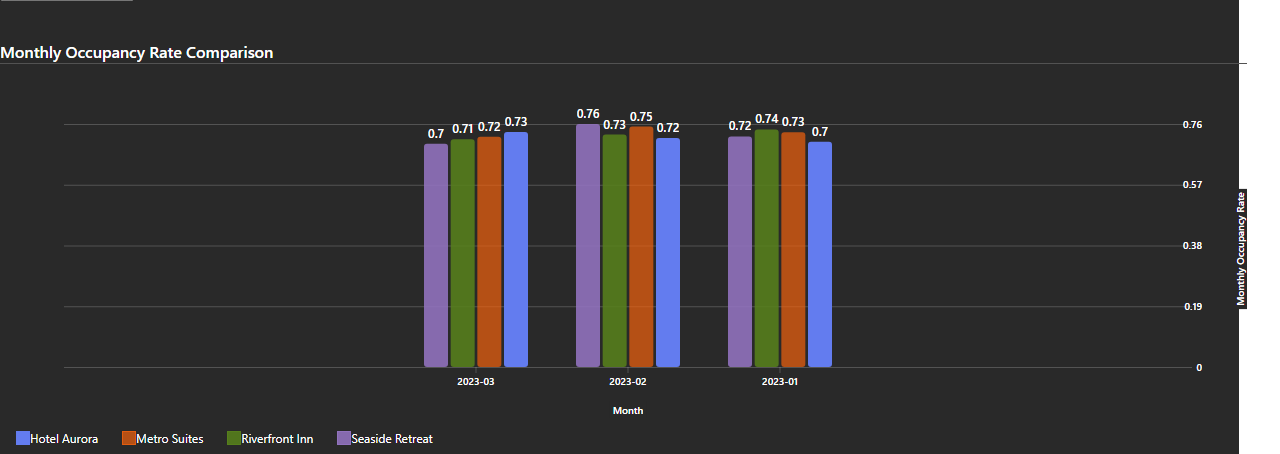 Monthly Occupancy Rate Comparison
0.7 0.71 0.72 0.73 0.76 0.73 0.75 0.72 0.72 0.74 0.73 0.7
0.76
0.57
0.38
0.19
0
Monthly Occupancy Rate
2023-03 2023-02 2023-01
Month
Hotel Aurora Metro Suites Riverfront Inn Seaside Retreat